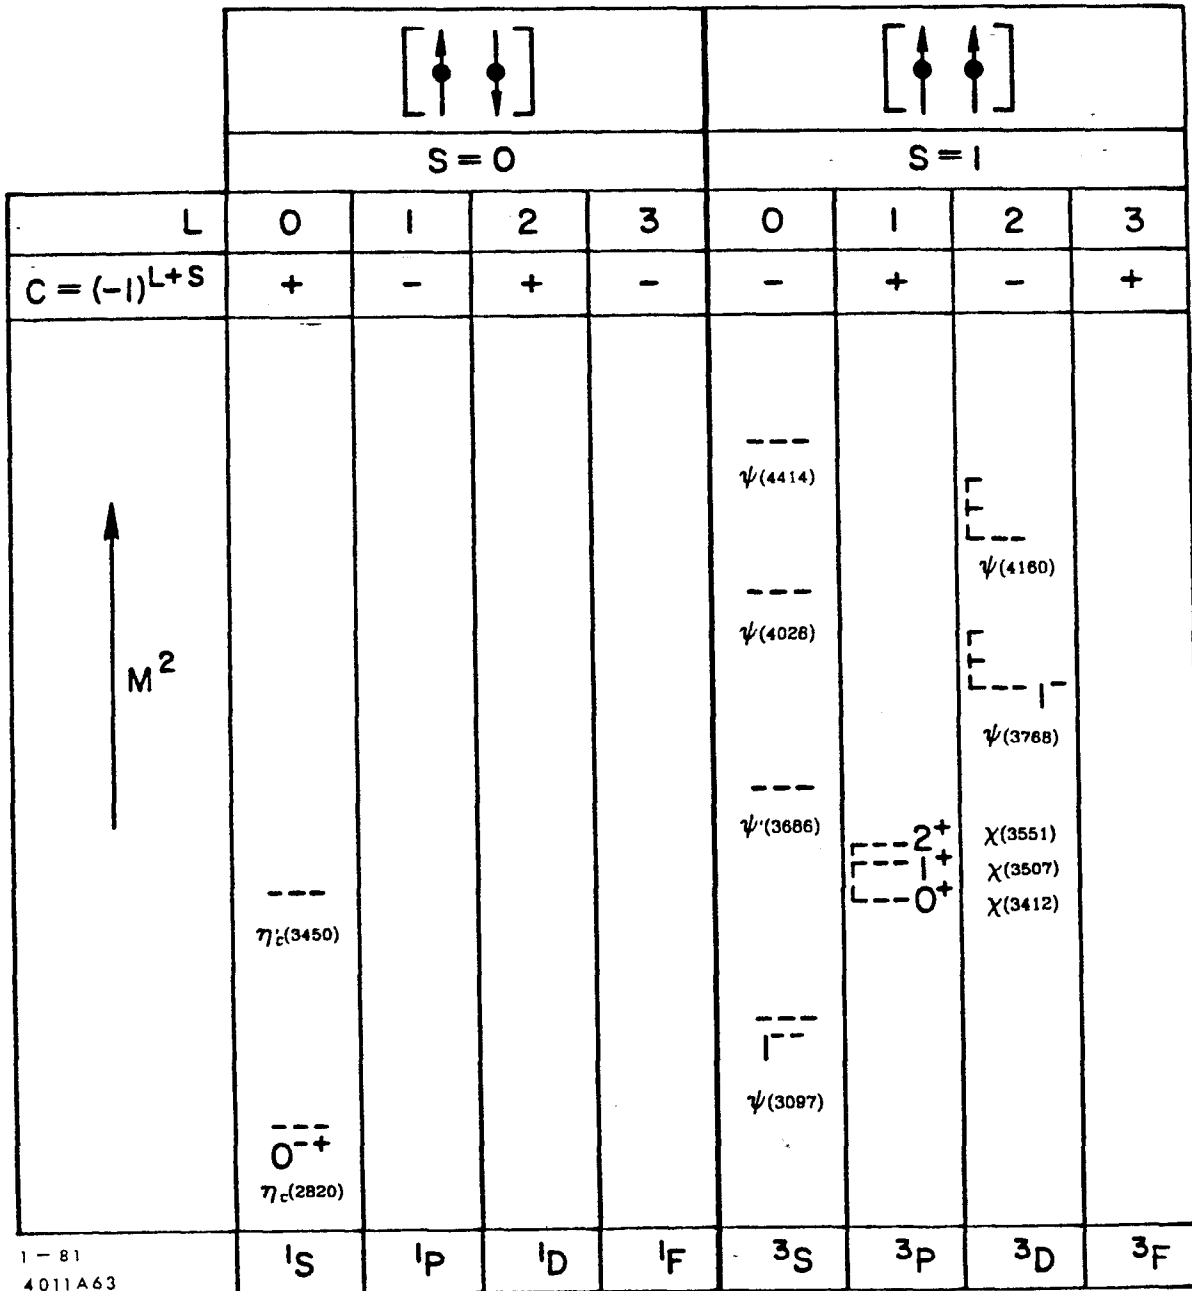 S = 0
S = 1
L 0 1 2 3 0 1 2 3
C = (-1)^{L+S} + - + - - + - +
ψ(4414)
ψ(4160)
ψ(4028)
M²
1⁻
ψ(3768)
ψ'(3686)
2⁺ χ(3551)
1⁺ χ(3507)
0⁺ χ(3412)
η'c(3450)
1⁻⁻
ψ(3097)
0⁻⁺
ηc(2820)
¹S ¹P ¹D ¹F ³S ³P ³D ³F
1 - 81
4011A63